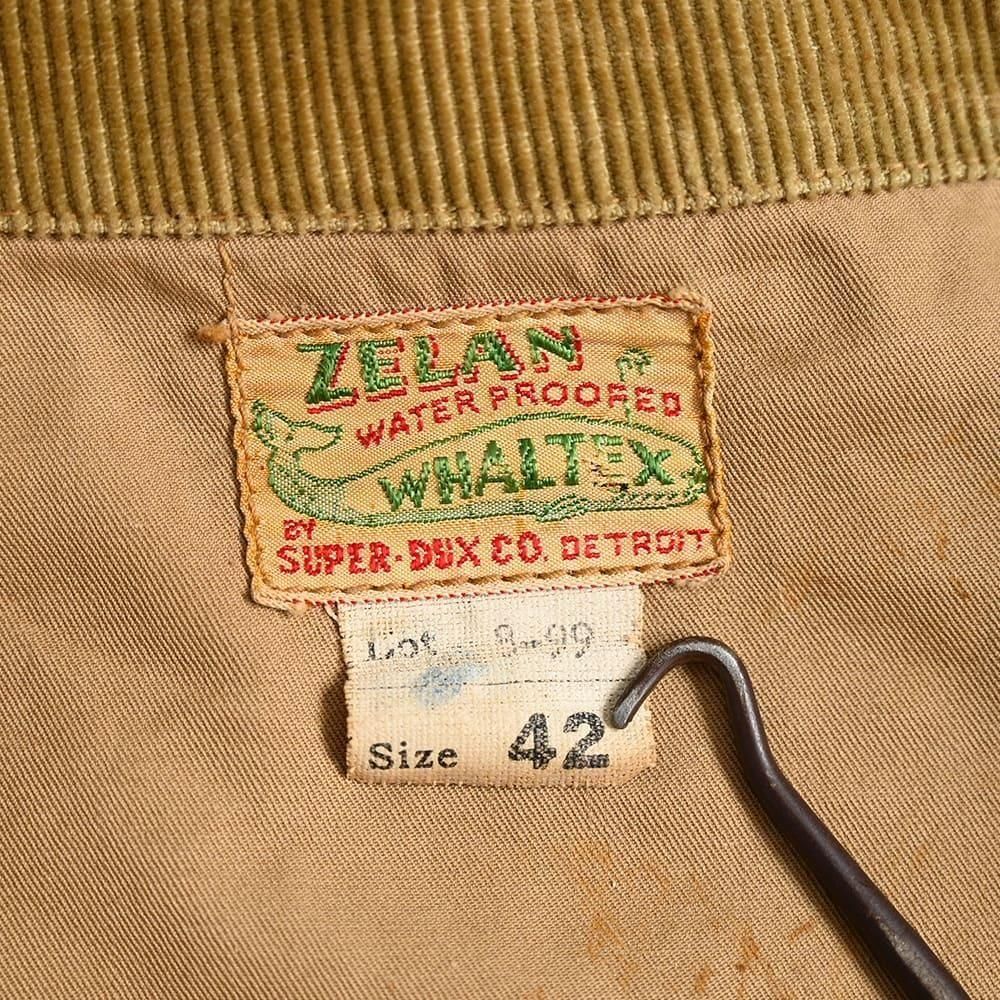 ZELAN
WATER PROOFED
WHALTEX
BY
SUPER-DUX CO. DETROIT
Lot 8-99
Size 42